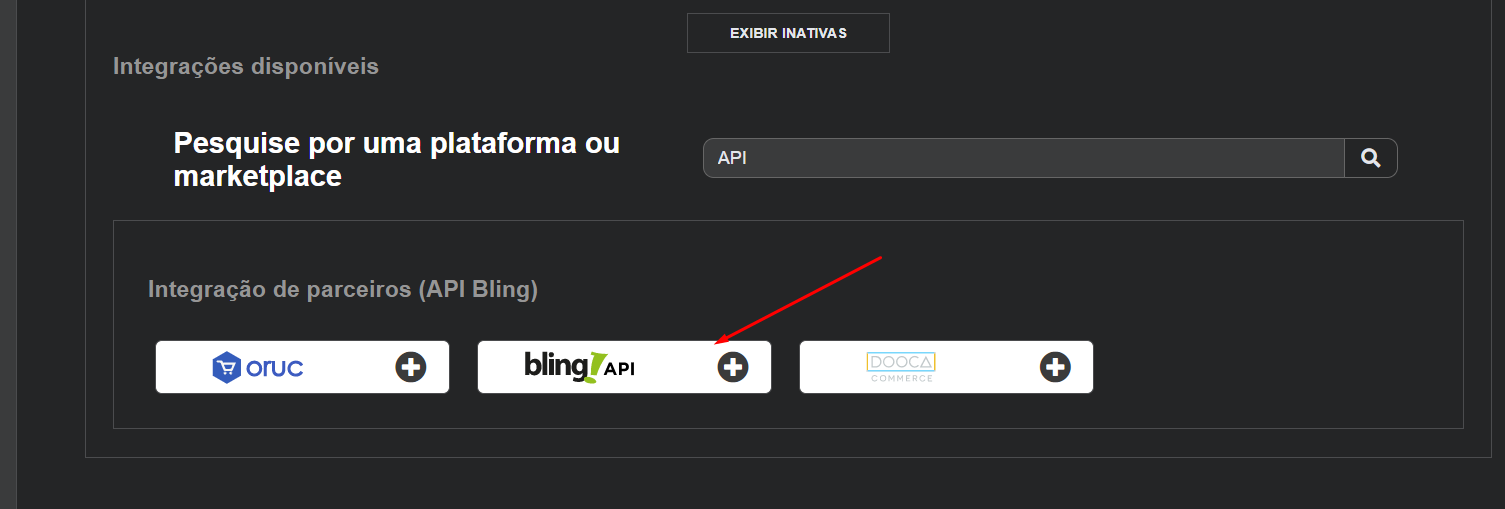 EXIBIR INATIVAS
Integrações disponíveis
Pesquise por uma plataforma ou
marketplace
API
Integração de parceiros (API Bling)
oruc
bling! API
DOOCA
COMMERCE